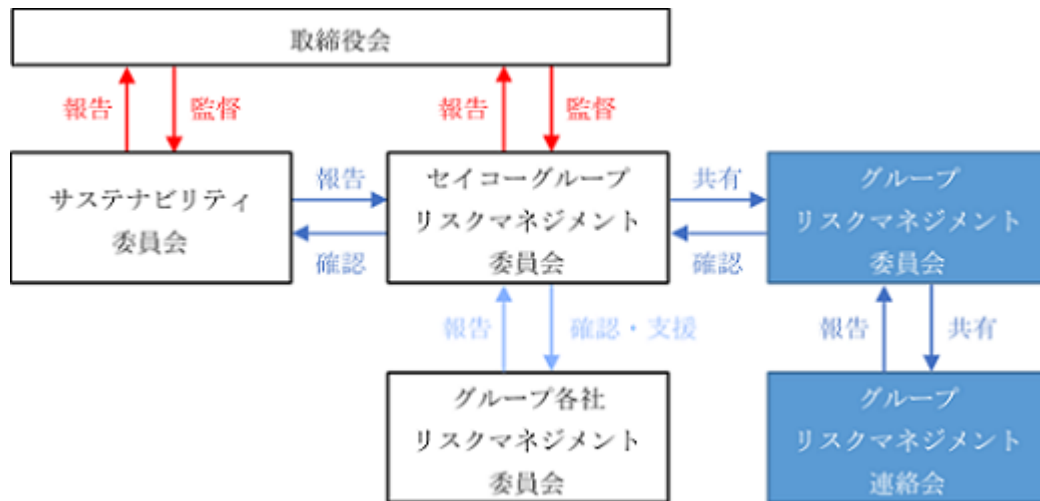 取締役会
報告
監督
報告
監督
サステナビリティ
委員会
報告
確認
セイコーグループ
リスクマネジメント
委員会
共有
確認
グループ
リスクマネジメント
委員会
報告
確認・支援
報告
共有
グループ各社
リスクマネジメント
委員会
グループ
リスクマネジメント
連絡会